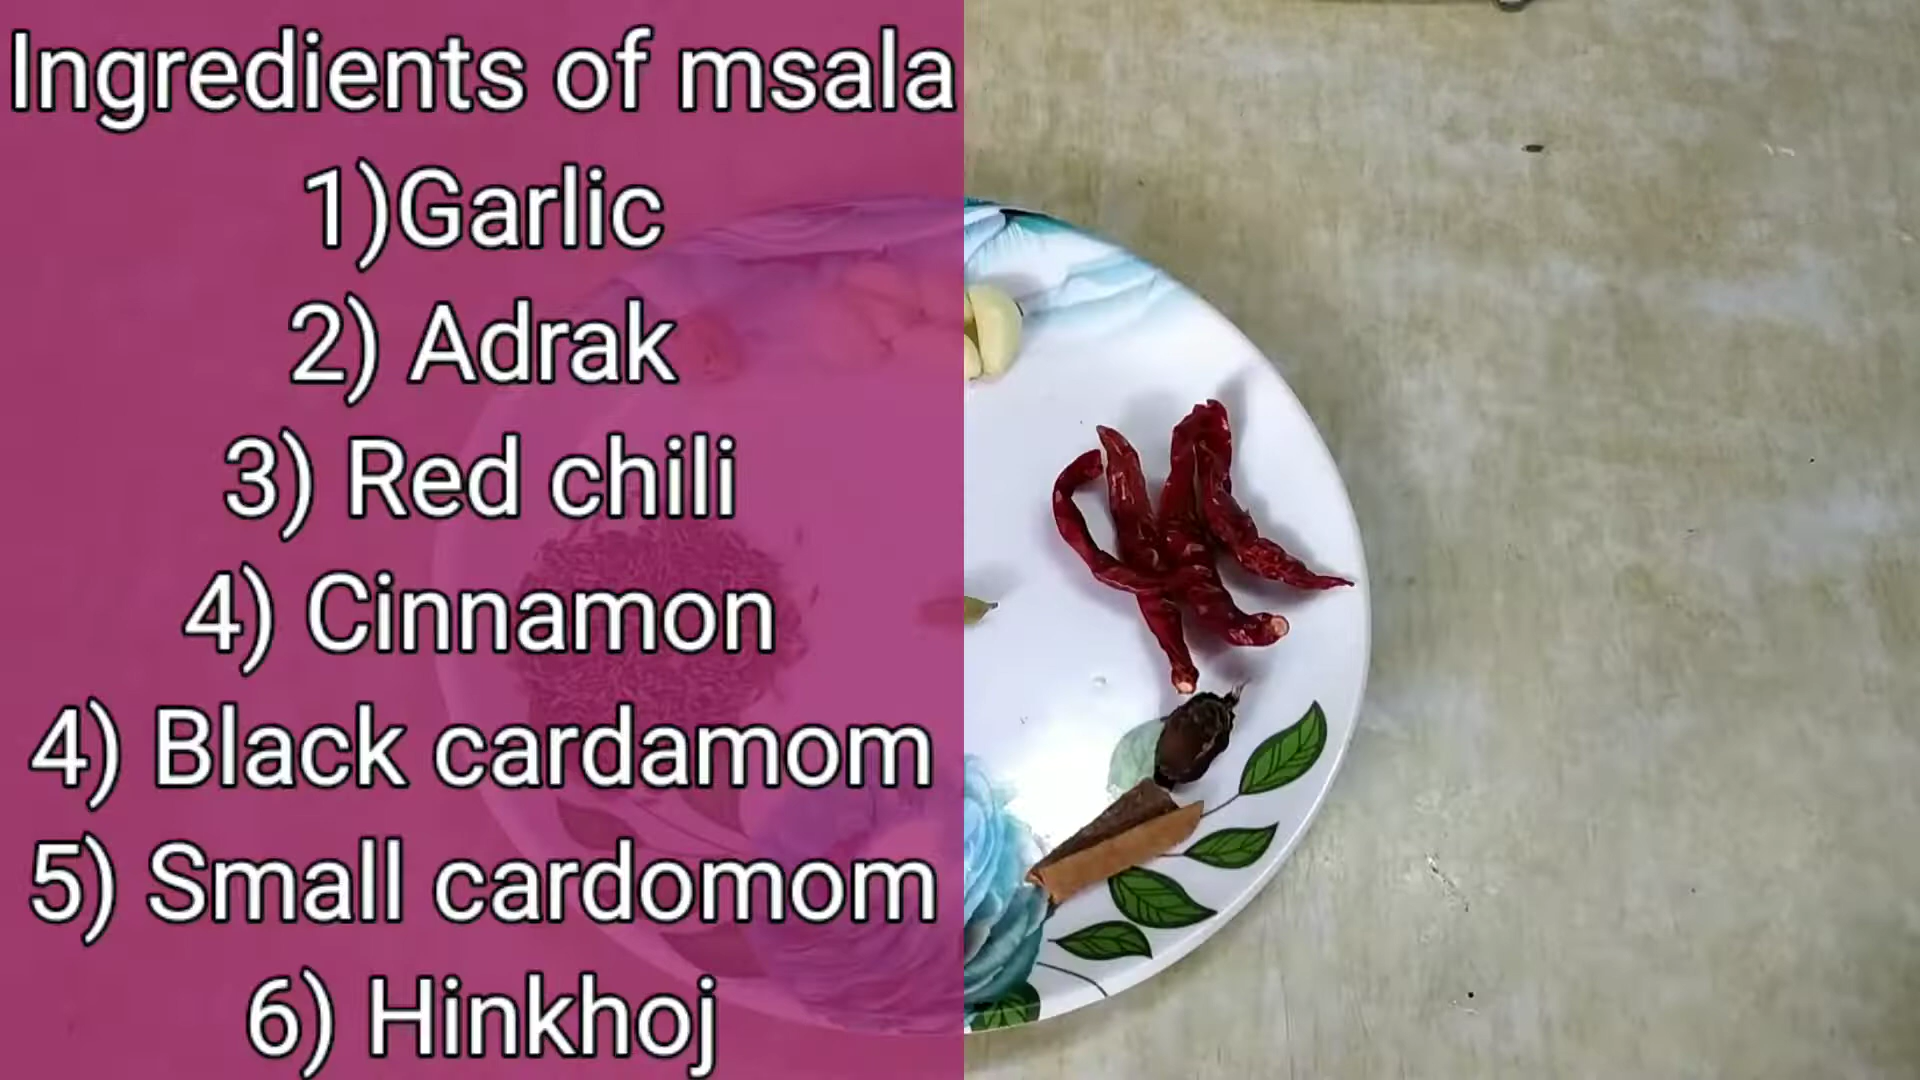 Ingredients of msala
1)Garlic
2) Adrak
3) Red chili
4) Cinnamon
4) Black cardamom
5) Small cardomom
6) Hinkhoj